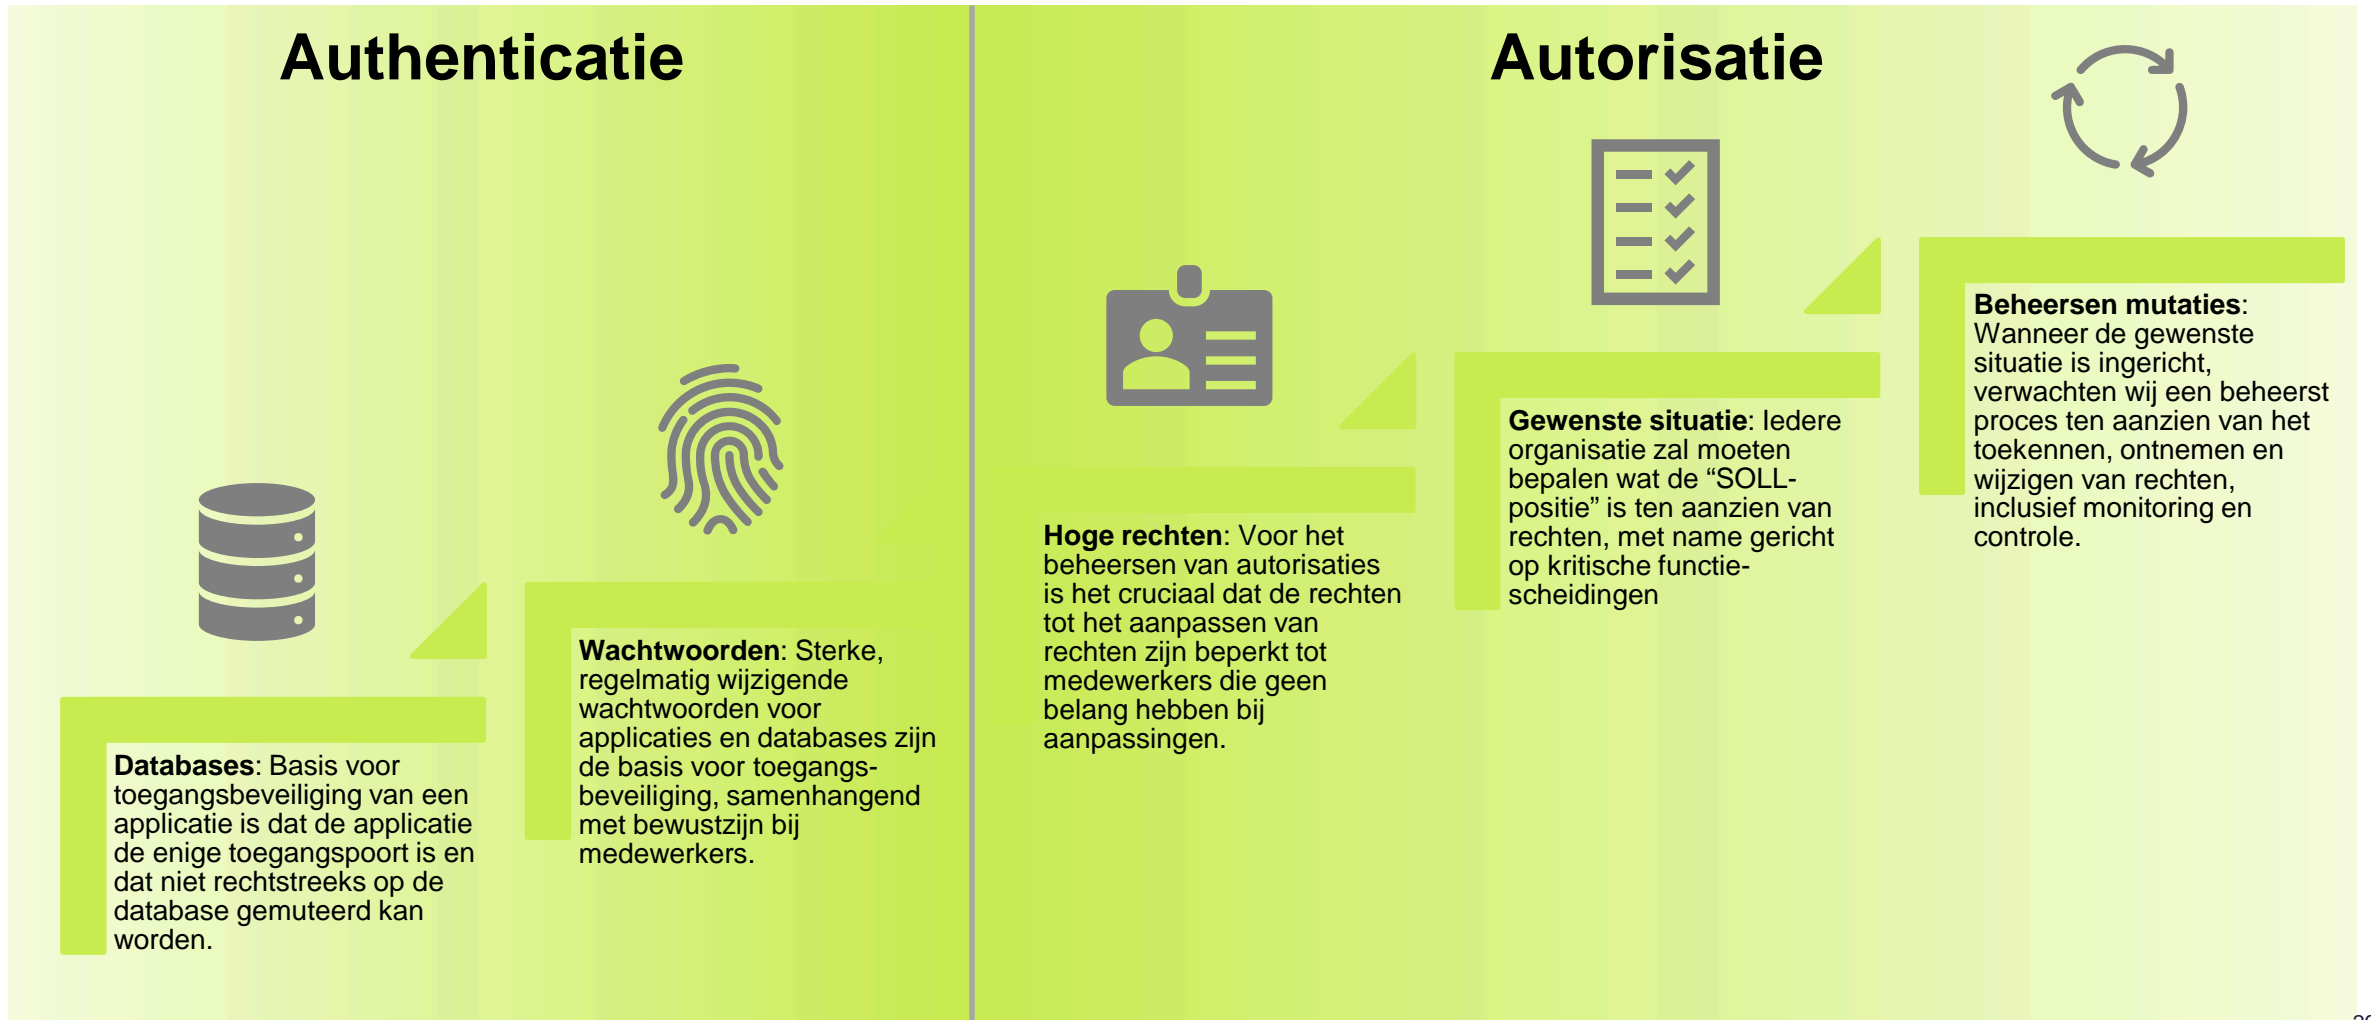 Authenticatie
Databases: Basis voor
toegangsbeveiliging van een
applicatie is dat de applicatie
de enige toegangspoort is en
dat niet rechtstreeks op de
database gemuteerd kan
worden.
Wachtwoorden: Sterke,
regelmatig wijzigende
wachtwoorden voor
applicaties en databases zijn
de basis voor toegangs-
beveiliging, samenhangend
met bewustzijn bij
medewerkers.
Autorisatie
Hoge rechten: Voor het
beheersen van autorisaties
is het cruciaal dat de rechten
tot het aanpassen van
rechten zijn beperkt tot
medewerkers die geen
belang hebben bij
aanpassingen.
Gewenste situatie: Iedere
organisatie zal moeten
bepalen wat de “SOLL-
positie” is ten aanzien van
rechten, met name gericht
op kritische functie-
scheidingen
Beheersen mutaties:
Wanneer de gewenste
situatie is ingericht,
verwachten wij een beheerst
proces ten aanzien van het
toekennen, ontnemen en
wijzigen van rechten,
inclusief monitoring en
controle.